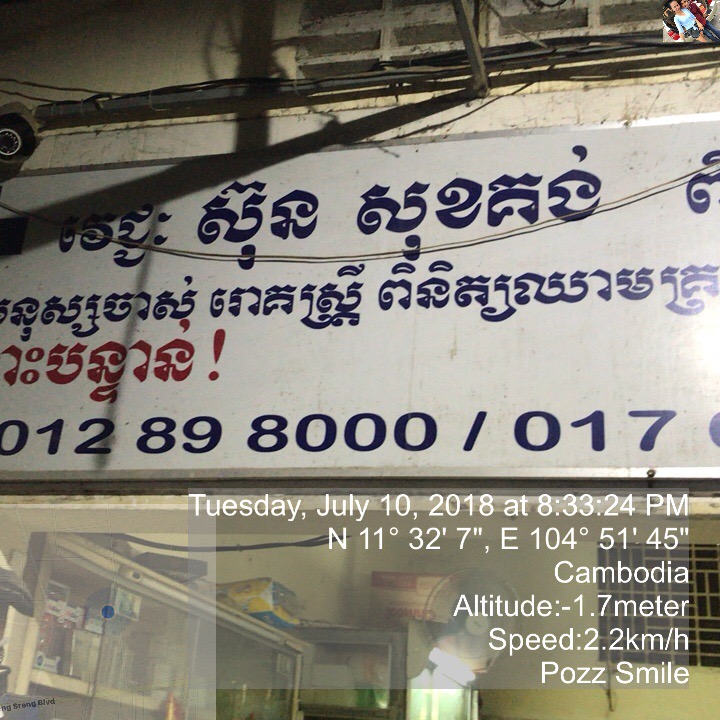 វេជ្ជៈ ស៊ុន សុខគង់
មនុស្សចាស់ រោគស្ត្រី ពិនិត្យឈាម
បន្ទាន់!
012 89 8000 / 017
Tuesday, July 10, 2018 at 8:33:24 PM
N 11° 32' 7", E 104° 51' 45"
Cambodia
Altitude:-1.7meter
Speed:2.2km/h
Pozz Smile
ng Sreng Blvd